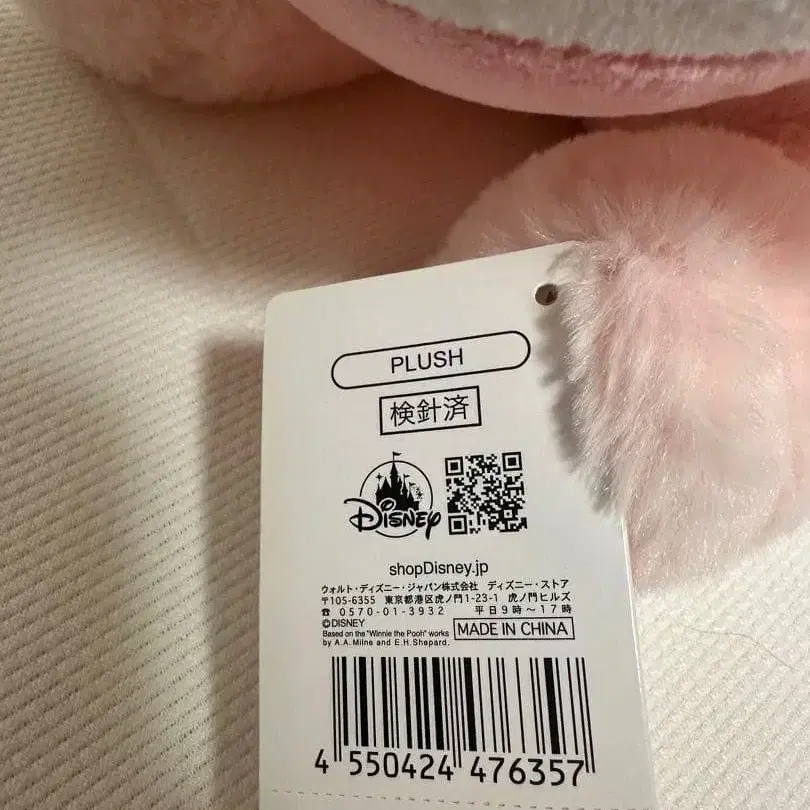 PLUSH
検針済
Disney
shopDisney.jp
ウォルト・ディズニー・ジャパン株式会社 ディズニー・ストア
〒105-6355 東京都港区虎ノ門1-23-1 虎ノ門ヒルズ
☎ 0570-01-3932 平日9時〜17時
©DISNEY
Based on the "Winnie the Pooh" works
by A.A. Milne and E.H. Shepard.
MADE IN CHINA
4 550424 476357